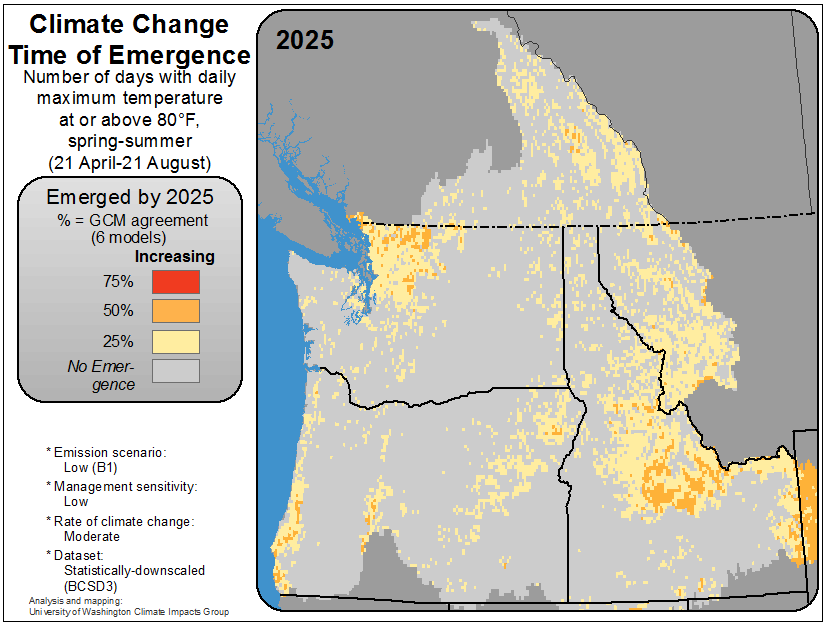 Climate Change
Time of Emergence
Number of days with daily
maximum temperature
at or above 80°F,
spring-summer
(21 April-21 August)
Emerged by 2025
% = GCM agreement
(6 models)
Increasing
75%
50%
25%
No Emer-
gence
* Emission scenario:
Low (B1)
* Management sensitivity:
Low
* Rate of climate change:
Moderate
* Dataset:
Statistically-downscaled
(BCSD3)
Analysis and mapping:
University of Washington Climate Impacts Group
2025